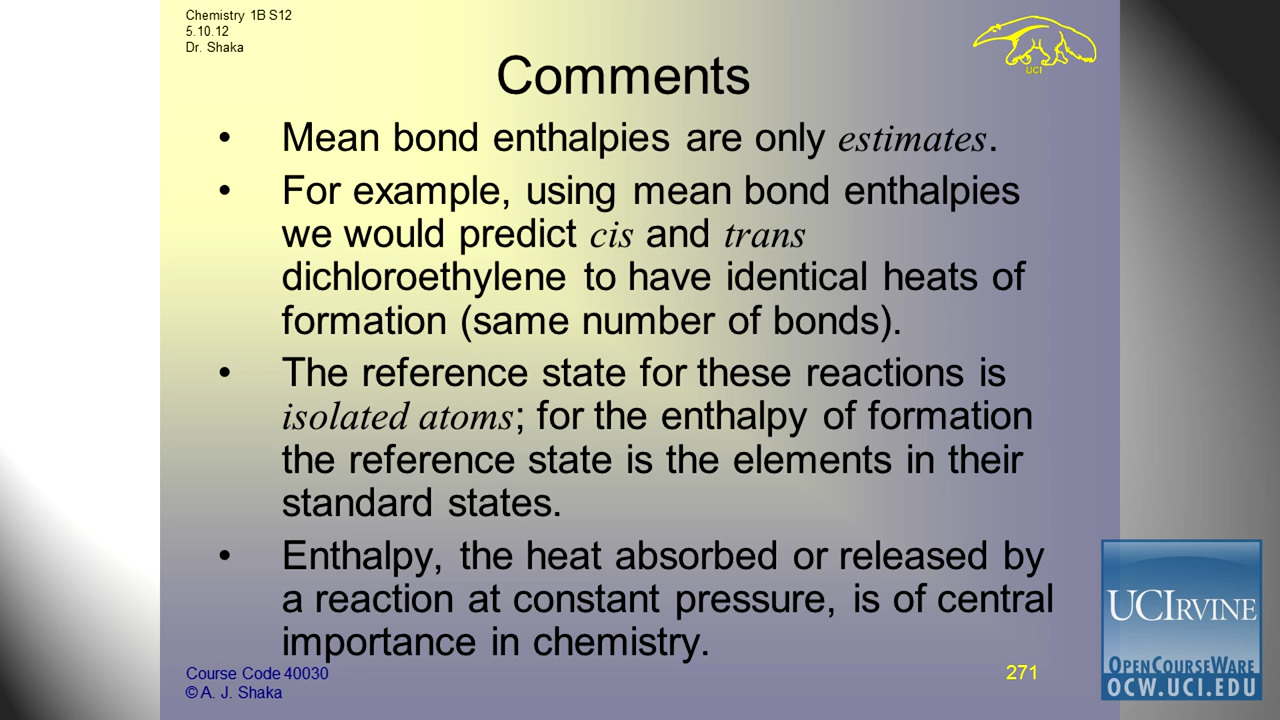 Chemistry 1B S12
5.10.12
Dr. Shaka
UCI
Comments
• Mean bond enthalpies are only estimates.
• For example, using mean bond enthalpies
we would predict cis and trans
dichloroethylene to have identical heats of
formation (same number of bonds).
• The reference state for these reactions is
isolated atoms; for the enthalpy of formation
the reference state is the elements in their
standard states.
• Enthalpy, the heat absorbed or released by
a reaction at constant pressure, is of central
importance in chemistry.
Course Code 40030
© A. J. Shaka
271
UCIRVINE
OPENCOURSEWARE
OCW.UCI.EDU